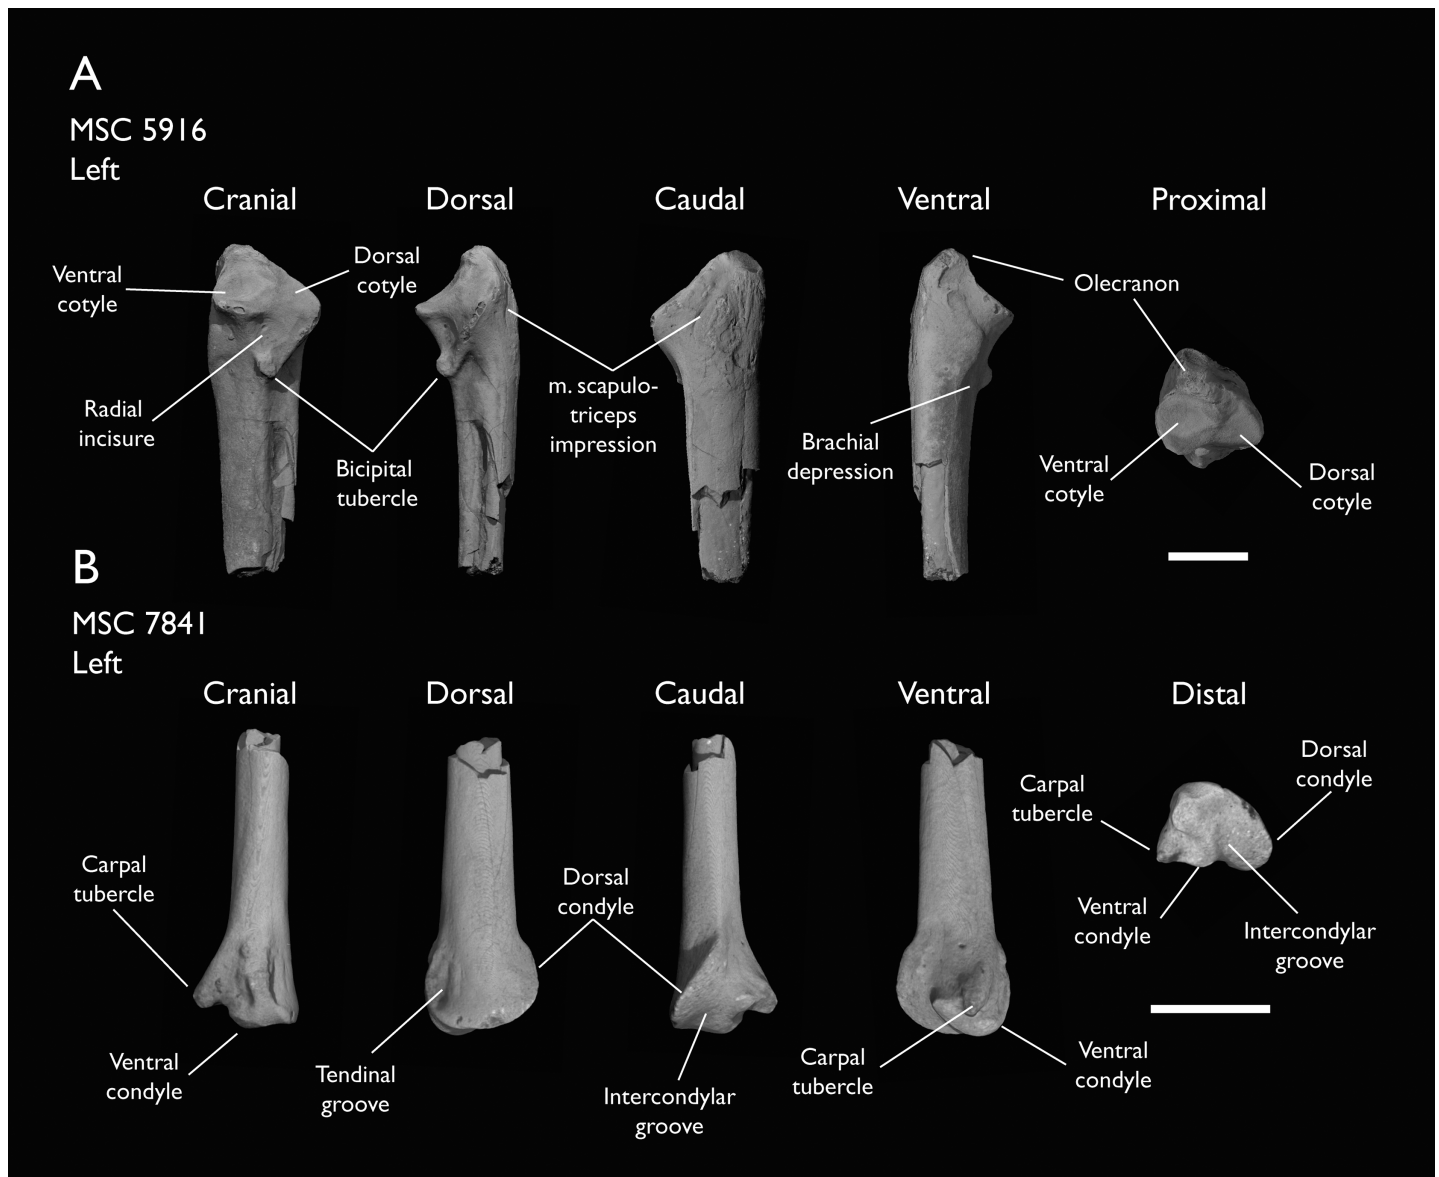 A
MSC 5916
Left
Cranial
Dorsal
Caudal
Ventral
Proximal
Ventral
cotyle
Dorsal
cotyle
Radial
incisure
Bicipital
tubercle
m. scapulo-
triceps
impression
Olecranon
Brachial
depression
Ventral
cotyle
Dorsal
cotyle
B
MSC 7841
Left
Cranial
Dorsal
Caudal
Ventral
Distal
Carpal
tubercle
Ventral
condyle
Tendinal
groove
Dorsal
condyle
Intercondylar
groove
Carpal
tubercle
Ventral
condyle
Carpal
tubercle
Dorsal
condyle
Ventral
condyle
Intercondylar
groove